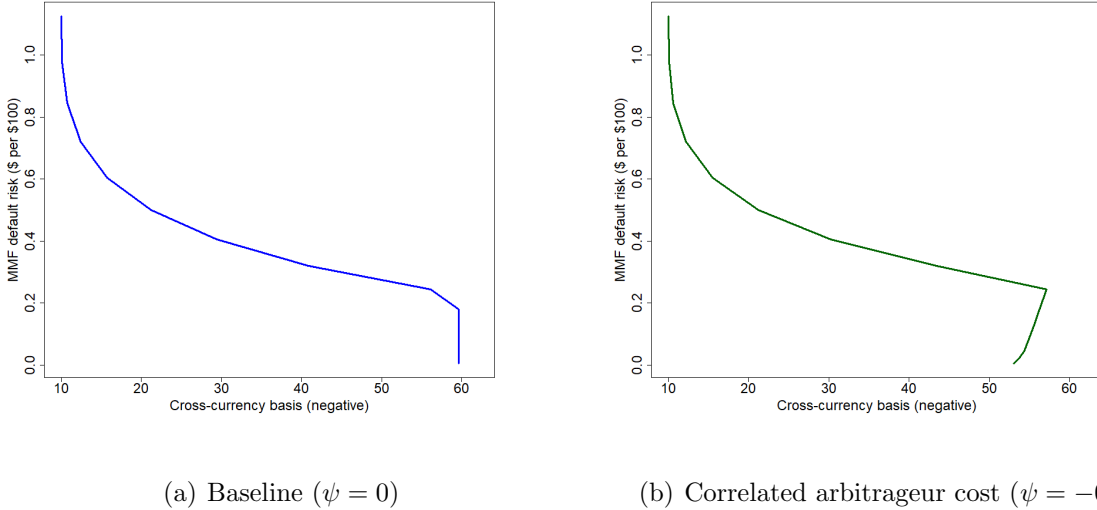 MMF default risk ($ per $100)
0.0 0.2 0.4 0.6 0.8 1.0
10 20 30 40 50 60
Cross-currency basis (negative)
(a) Baseline (ψ = 0)
MMF default risk ($ per $100)
0.0 0.2 0.4 0.6 0.8 1.0
10 20 30 40 50 60
Cross-currency basis (negative)
(b) Correlated arbitrageur cost (ψ = −